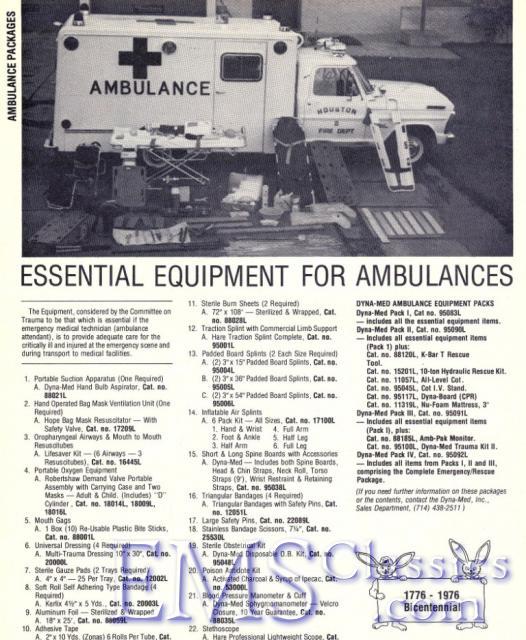 AMBULANCE PACKAGES
AMBULANCE
HOUSTON
FIRE DEPT
ESSENTIAL EQUIPMENT FOR AMBULANCES
The Equipment, considered by the Committee on
Trauma to be that which is essential if the
emergency medical technician (ambulance
attendant), is to provide adequate care for the
critically ill and injured at the emergency scene and
during transport to medical facilities.
1. Portable Suction Apparatus (One Required)
A. Dyna-Med Hand Bulb Aspirator, Cat. no.
88021L
2. Hand Operated Bag Mask Ventilation Unit (One
Required)
A. Hope Bag Mask Resuscitator — With
Safety Valve, Cat. no. 17209L
3. Oropharyngeal Airways & Mouth to Mouth
Resuscitubes
A. Lifesaver Kit — (6 Airways — 3
Resuscitubes), Cat. no. 16445L
4. Portable Oxygen Equipment
A. Robertshaw Demand Valve Portable
Assembly with Carrying Case and Two
Masks — Adult & Child. (Includes) "D"
Cylinder, Cat. no. 18014L, 18009L,
18016L
5. Mouth Gags
A. 1 Box (10) Re-Usable Plastic Bite Sticks,
Cat. no. 88001L
6. Universal Dressing (4 Required)
A. Multi-Trauma Dressing 10" x 30", Cat. no.
20000L
7. Sterile Gauze Pads (2 Trays Required)
A. 4" x 4" — 25 Per Tray, Cat. no. 12002L
8. Soft Roll Self Adhering Type Bandage (4
Required)
A. Kerlix 4½" x 5 Yds., Cat. no. 20003L
9. Aluminum Foil — Sterilized & Wrapped
A. 18" x 25', Cat. no. 88059L
10. Adhesive Tape
A. 2" x 10 Yds. (Zonas) 6 Rolls Per Tube, Cat.
11. Sterile Burn Sheets (2 Required)
A. 72" x 108" — Sterilized & Wrapped, Cat.
no. 88028L
12. Traction Splint with Commercial Limb Support
A. Hare Traction Splint Complete, Cat. no.
95001L
13. Padded Board Splints (2 Each Size Required)
A. (2) 3" x 15" Padded Board Splints, Cat. no.
95004L
B. (2) 3" x 36" Padded Board Splints, Cat. no.
95005L
C. (2) 3" x 54" Padded Board Splints, Cat. no.
95006L
14. Inflatable Air Splints
A. 6 Pack Kit — All Sizes, Cat. no. 17100L
1. Hand & Wrist 4. Full Arm
2. Foot & Ankle 5. Half Leg
3. Half Arm 6. Full Leg
15. Short & Long Spine Boards with Accessories
A. Dyna-Med — Includes both Spine Boards,
Head & Chin Straps, Neck Roll, Torso
Straps (9'), Wrist Restraint & Retaining
Straps, Cat. no. 95038L
16. Triangular Bandages (4 Required)
A. Triangular Bandages with Safety Pins, Cat.
no. 12051L
17. Large Safety Pins, Cat. no. 22089L
18. Stainless Bandage Scissors, 7¼", Cat. no.
25530L
19. Sterile Obstetrical Kit
A. Dyna-Med Disposable O.B. Kit, Cat. no.
95048L
20. Poison Antidote Kit
A. Activated Charcoal & Syrup of Ipecac, Cat.
no. 53000L
21. Blood Pressure Manometer & Cuff
A. Dyna-Med Sphygmomanometer — Velcro
Closure, 10 Year Guarantee, Cat. no.
88035L
22. Stethoscope
A. Hare Professional Lightweight Scope, Cat.
DYNA-MED AMBULANCE EQUIPMENT PACKS
Dyna-Med Pack I, Cat no. 95083L
— includes all the essential equipment items.
Dyna-Med Pack II, Cat no. 95090L
— Includes all essential equipment items
(Pack 1) plus:
Cat. no. 88120L, K-Bar T Rescue
Tool.
Cat. no. 15201L, 10-ton Hydraulic Rescue Kit.
Cat. no. 11057L, All-Level Cot.
Cat. no. 95045L, Cot I.V. Stand.
Cat. no. 95117L, Dyna-Board (CPR)
Cat. no. 11319L, Nu-Foam Mattress, 3"
Dyna-Med Pack III, Cat no. 95091L
— Includes all essential equipment items
(Pack I), plus:
Cat. no. 88185L, Amb-Pak Monitor.
Cat. no. 95100L, Dyna-Med Trauma Kit II.
Dyna-Med Pack IV, Cat no. 95092L
— Includes all items from Packs I, II and III,
comprising the Complete Emergency/Rescue
Package.
(If you need further information on these packages
or the contents, contact the Dyna-Med, Inc.,
Sales Department, (714) 438-2511)
1776 - 1976
Bicentennial
EMS Classics
.com